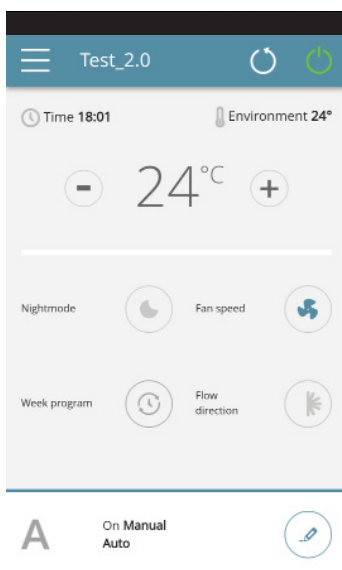 Test_2.0
Time 18:01 Environment 24°
- 24°C +
Nightmode Fan speed
Week program Flow
direction
A On Manual
Auto